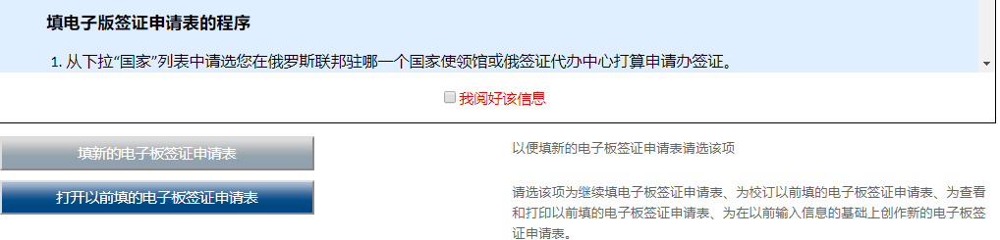 填电子版签证申请表的程序
1. 从下拉“国家”列表中请选您在俄罗斯联邦驻哪一个国家使领馆或俄签证代办中心打算申请办签证。
我阅好该信息
填新的电子板签证申请表
以便填新的电子板签证申请表请选该项
打开以前填的电子板签证申请表
请选该项为继续填电子板签证申请表、为校订以前填的电子板签证申请表、为查看
和打印以前填的电子板签证申请表、为在以前输入信息的基础上创作新的电子板签
证申请表。